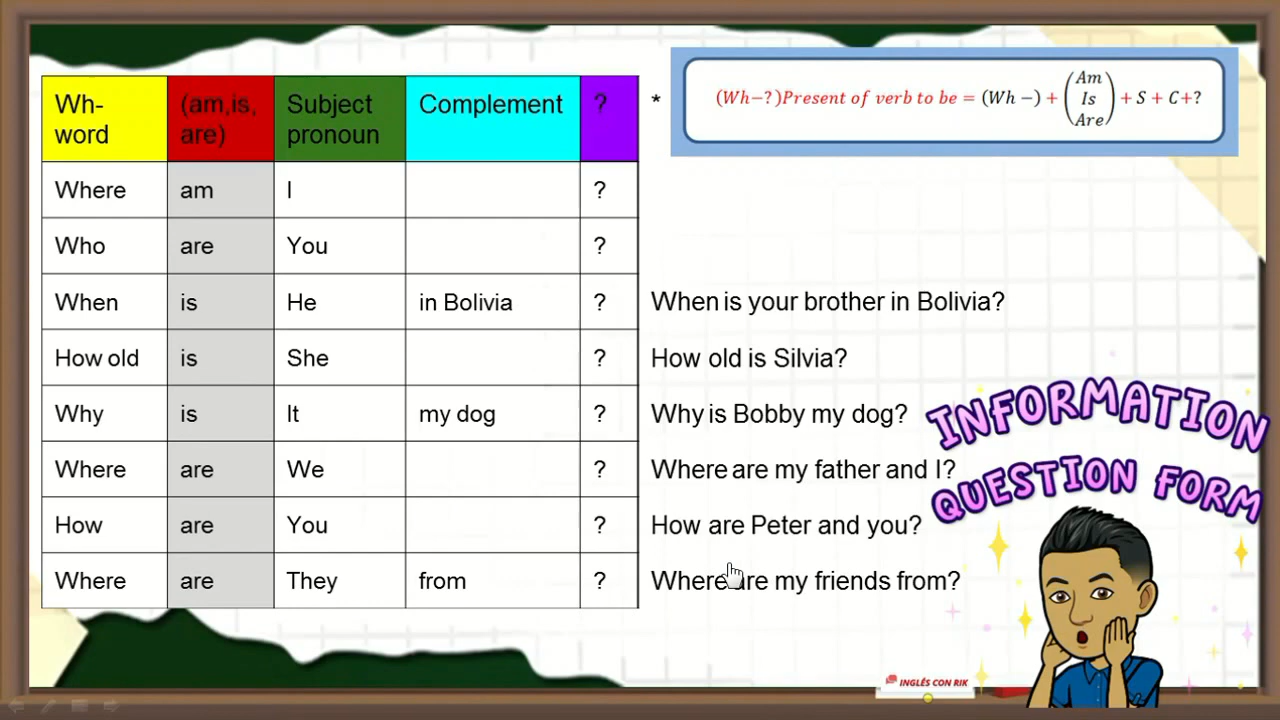 Wh-word (am,is, are) Subject pronoun Complement ?
* (Wh−?)Present of verb to be = (Wh −) + (Am Is Are) + S + C+?
Where am I ?
Who are You ?
When is He in Bolivia ? When is your brother in Bolivia?
How old is She ? How old is Silvia?
Why is It my dog ? Why is Bobby my dog?
Where are We ? Where are my father and I?
How are You ? How are Peter and you?
Where are They from ? Where are my friends from?
INFORMATION
QUESTION FORM
INGLÉS CON RIK